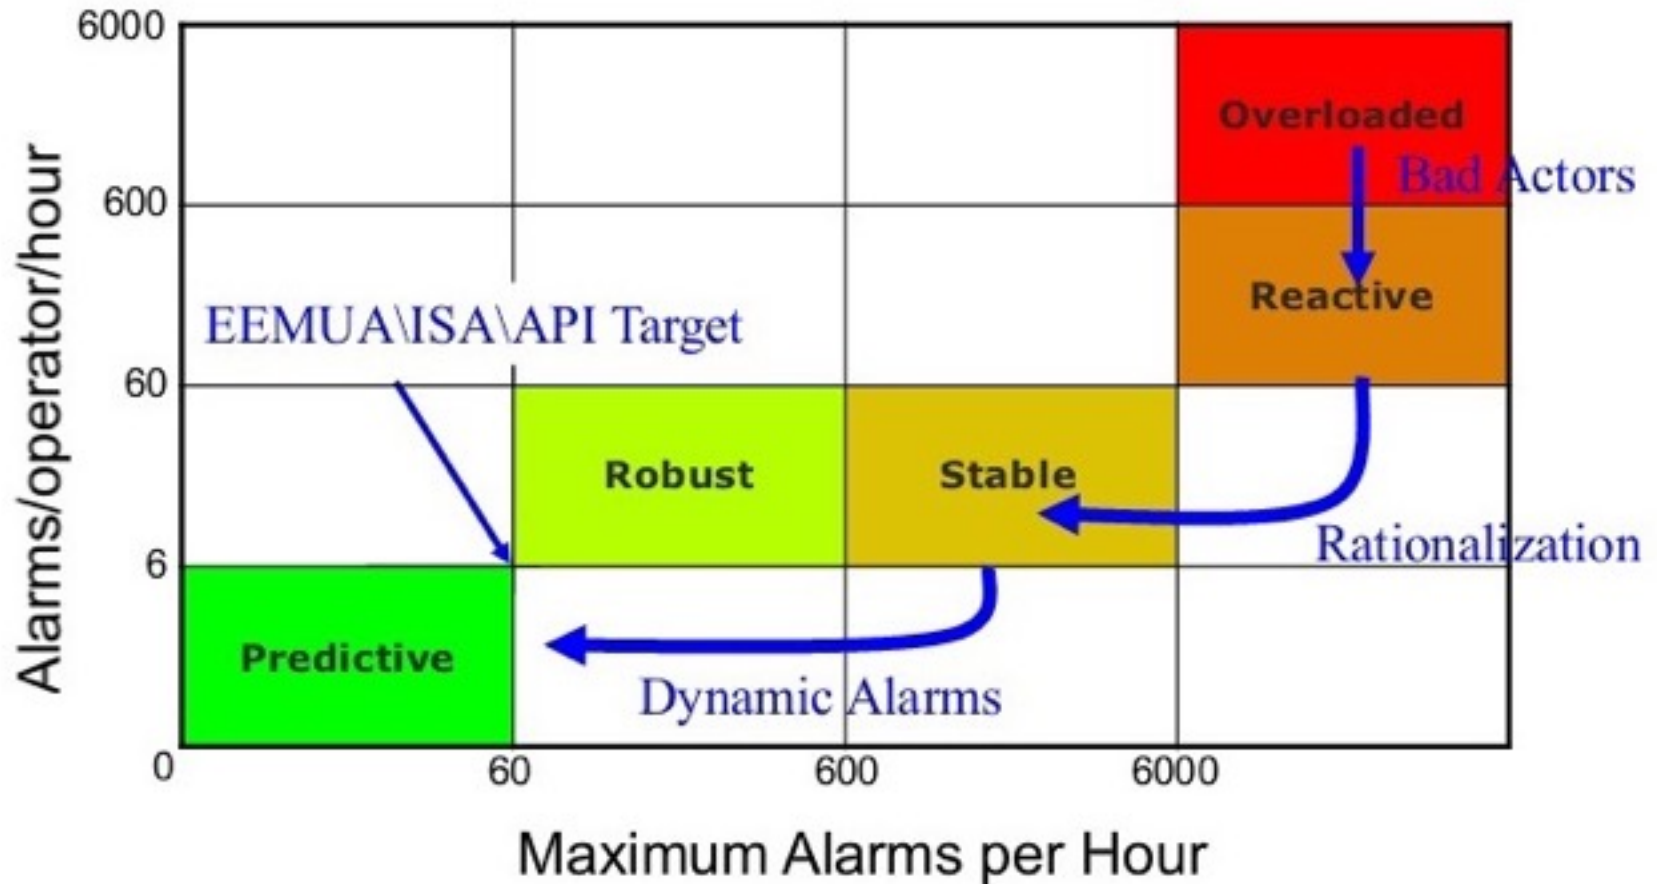 6000
Overloaded
Bad Actors
600
Reactive
EEMUA\ISA\API Target
60
Robust
Stable
Rationalization
6
Predictive
Dynamic Alarms
0
60
600
6000
Alarms/operator/hour
Maximum Alarms per Hour